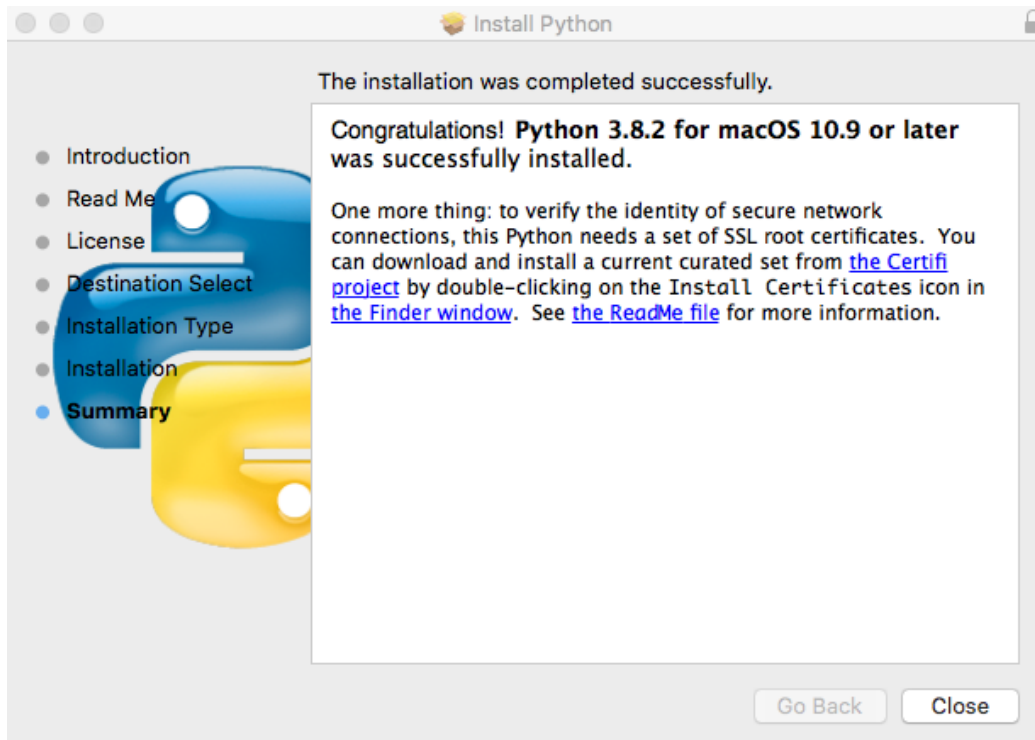 Install Python
The installation was completed successfully.
Introduction
Read Me
License
Destination Select
Installation Type
Installation
Summary
Congratulations! Python 3.8.2 for macOS 10.9 or later
was successfully installed.
One more thing: to verify the identity of secure network
connections, this Python needs a set of SSL root certificates.  You
can download and install a current curated set from the Certifi
project by double-clicking on the Install Certificates icon in
the Finder window.  See the ReadMe file for more information.
Go Back
Close